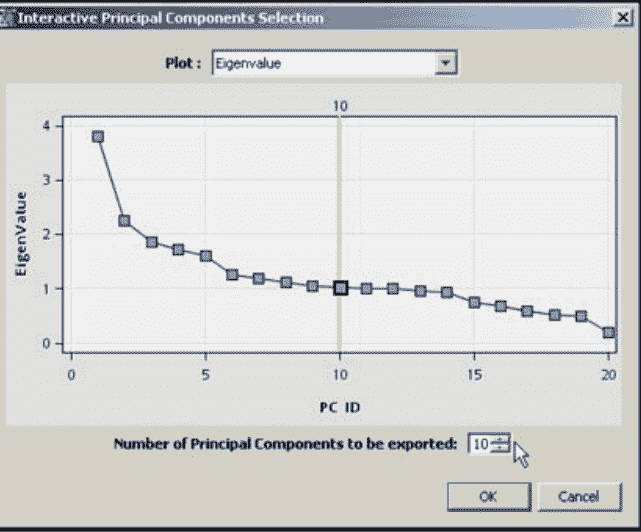 Interactive Principal Components Selection
Plot : Eigenvalue
10
4
3
2
1
0
EigenValue
0 5 10 15 20
PC ID
Number of Principal Components to be exported: 10
OK Cancel